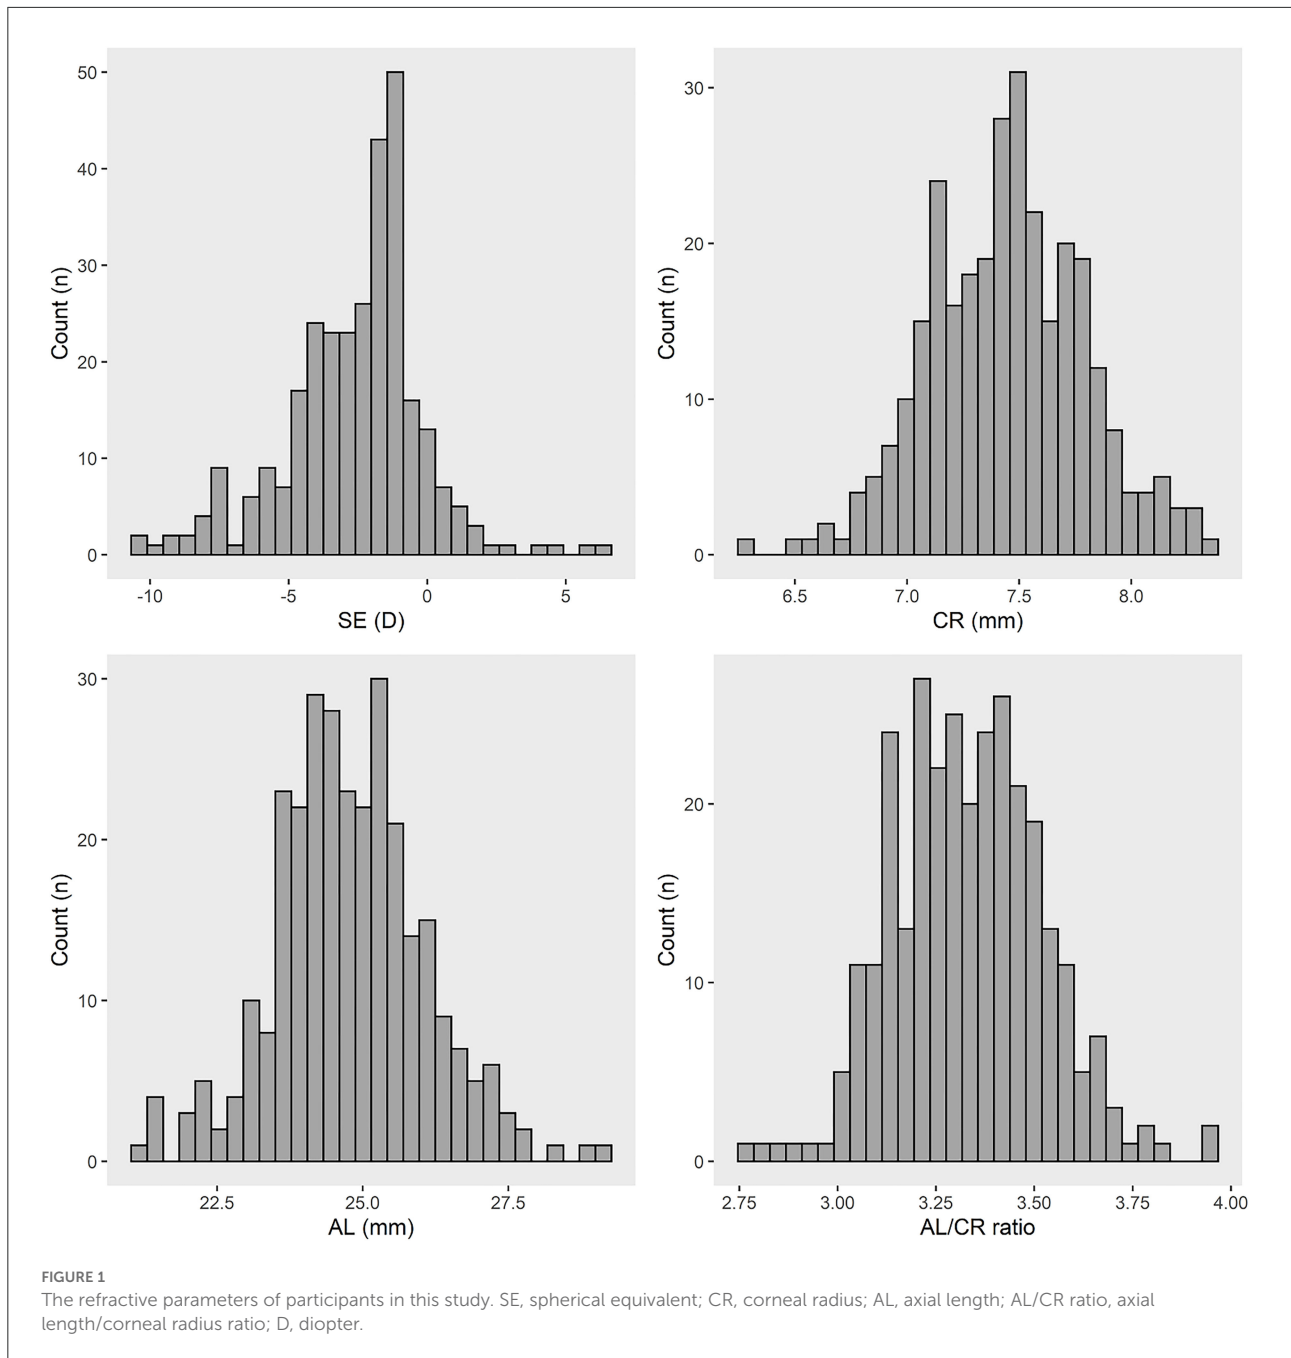 50
40
30
20
10
0
Count (n)
-10 -5 0 5
SE (D)
30
20
10
0
Count (n)
6.5 7.0 7.5 8.0
CR (mm)
30
20
10
0
Count (n)
22.5 25.0 27.5
AL (mm)
20
10
0
Count (n)
2.75 3.00 3.25 3.50 3.75 4.00
AL/CR ratio
FIGURE 1
The refractive parameters of participants in this study. SE, spherical equivalent; CR, corneal radius; AL, axial length; AL/CR ratio, axial
length/corneal radius ratio; D, diopter.